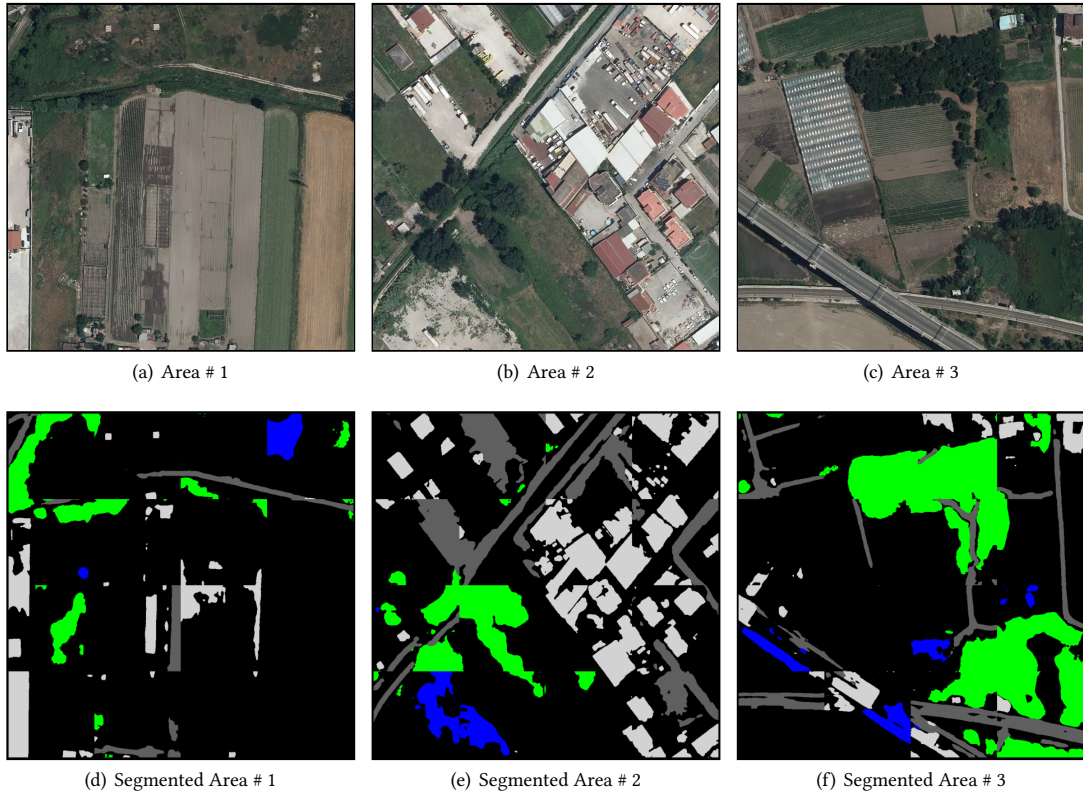 (a) Area # 1
(b) Area # 2
(c) Area # 3
(d) Segmented Area # 1
(e) Segmented Area # 2
(f) Segmented Area # 3